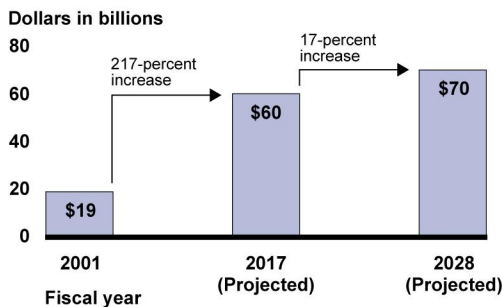 Dollars in billions
80
60
40
20
0
217-percent
increase
17-percent
increase
$19
$60
$70
2001
2017
(Projected)
2028
(Projected)
Fiscal year